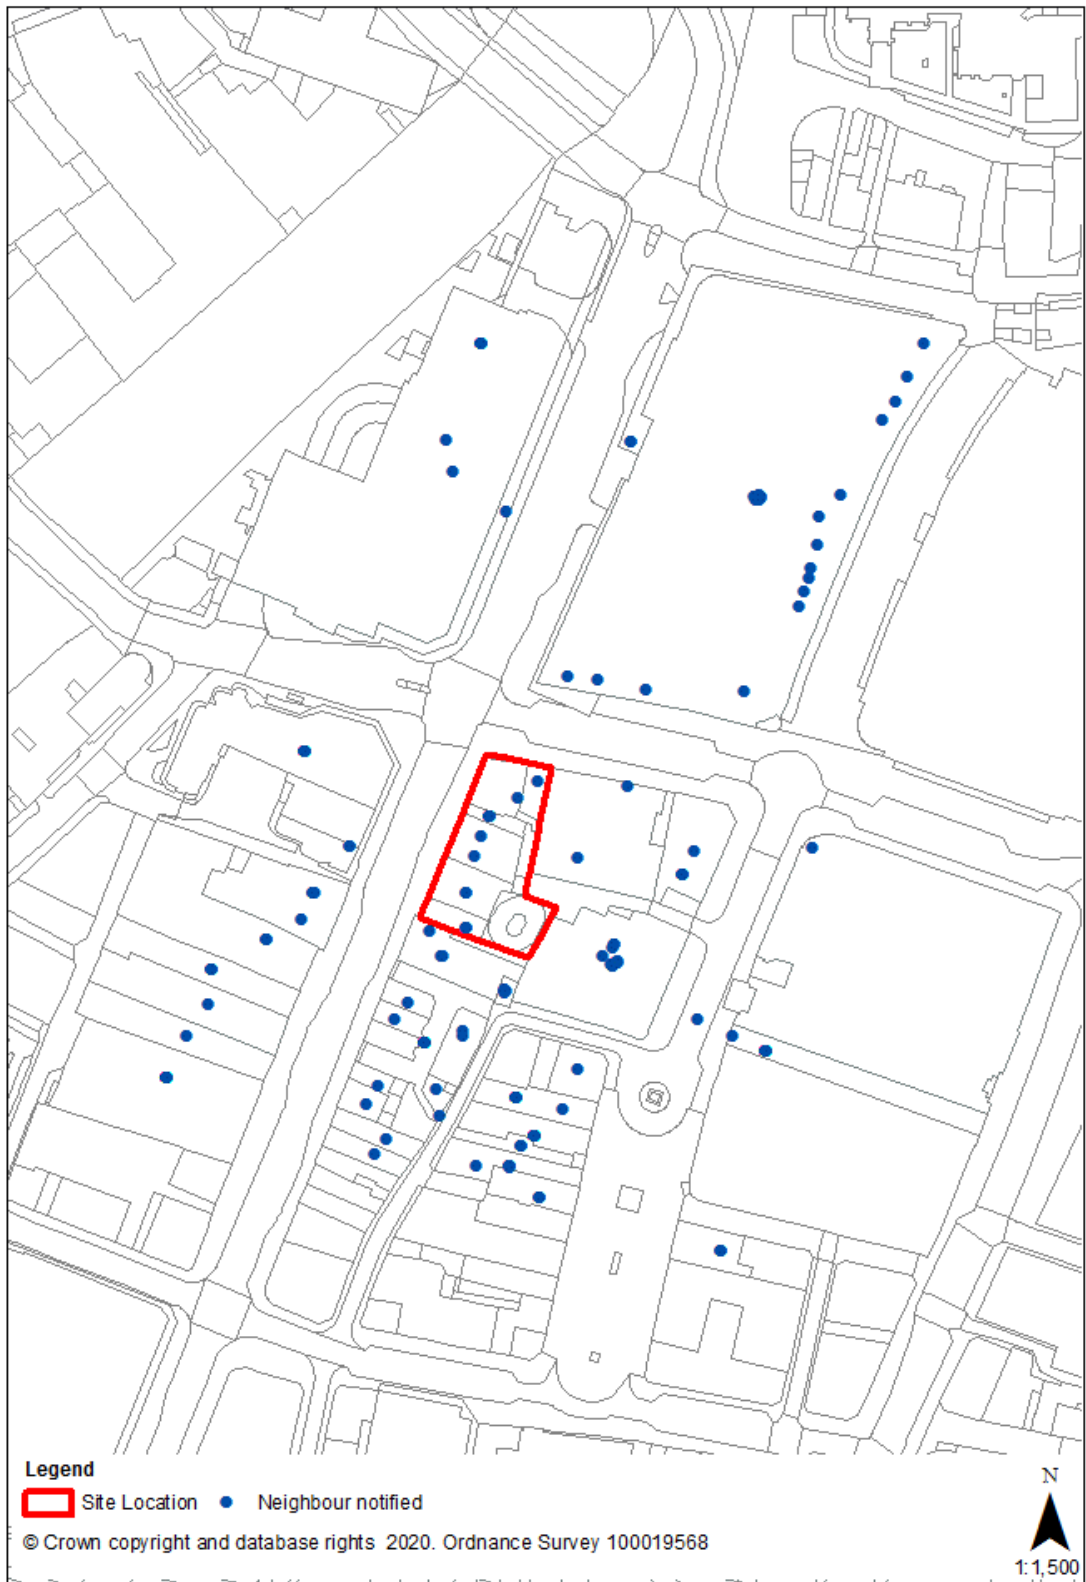 Legend
Site Location
Neighbour notified
N
© Crown copyright and database rights 2020. Ordnance Survey 100019568
1:1,500